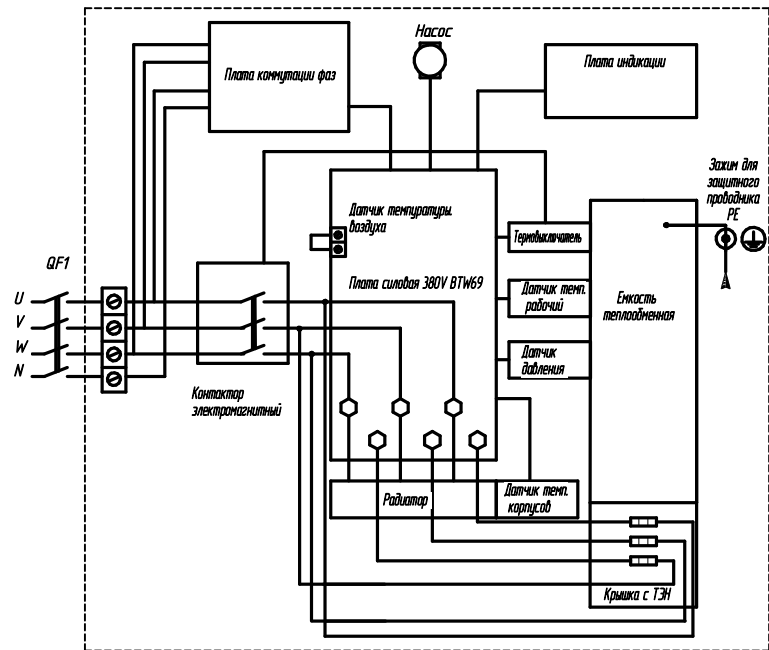 Насос
Плата коммутации фаз
Плата индикации
Зажим для
защитного
проводника
PE
Датчик темпуратуры.
воздуха
Термовыключатель
QF1
U
V
W
N
Плата силовая 380V BTW69
Датчик темп.
рабочий
Емкость
теплообменная
Датчик
давления
Контактор
электромагнитный
Радиатор
Датчик темп.
корпусов
Крышка с ТЭН